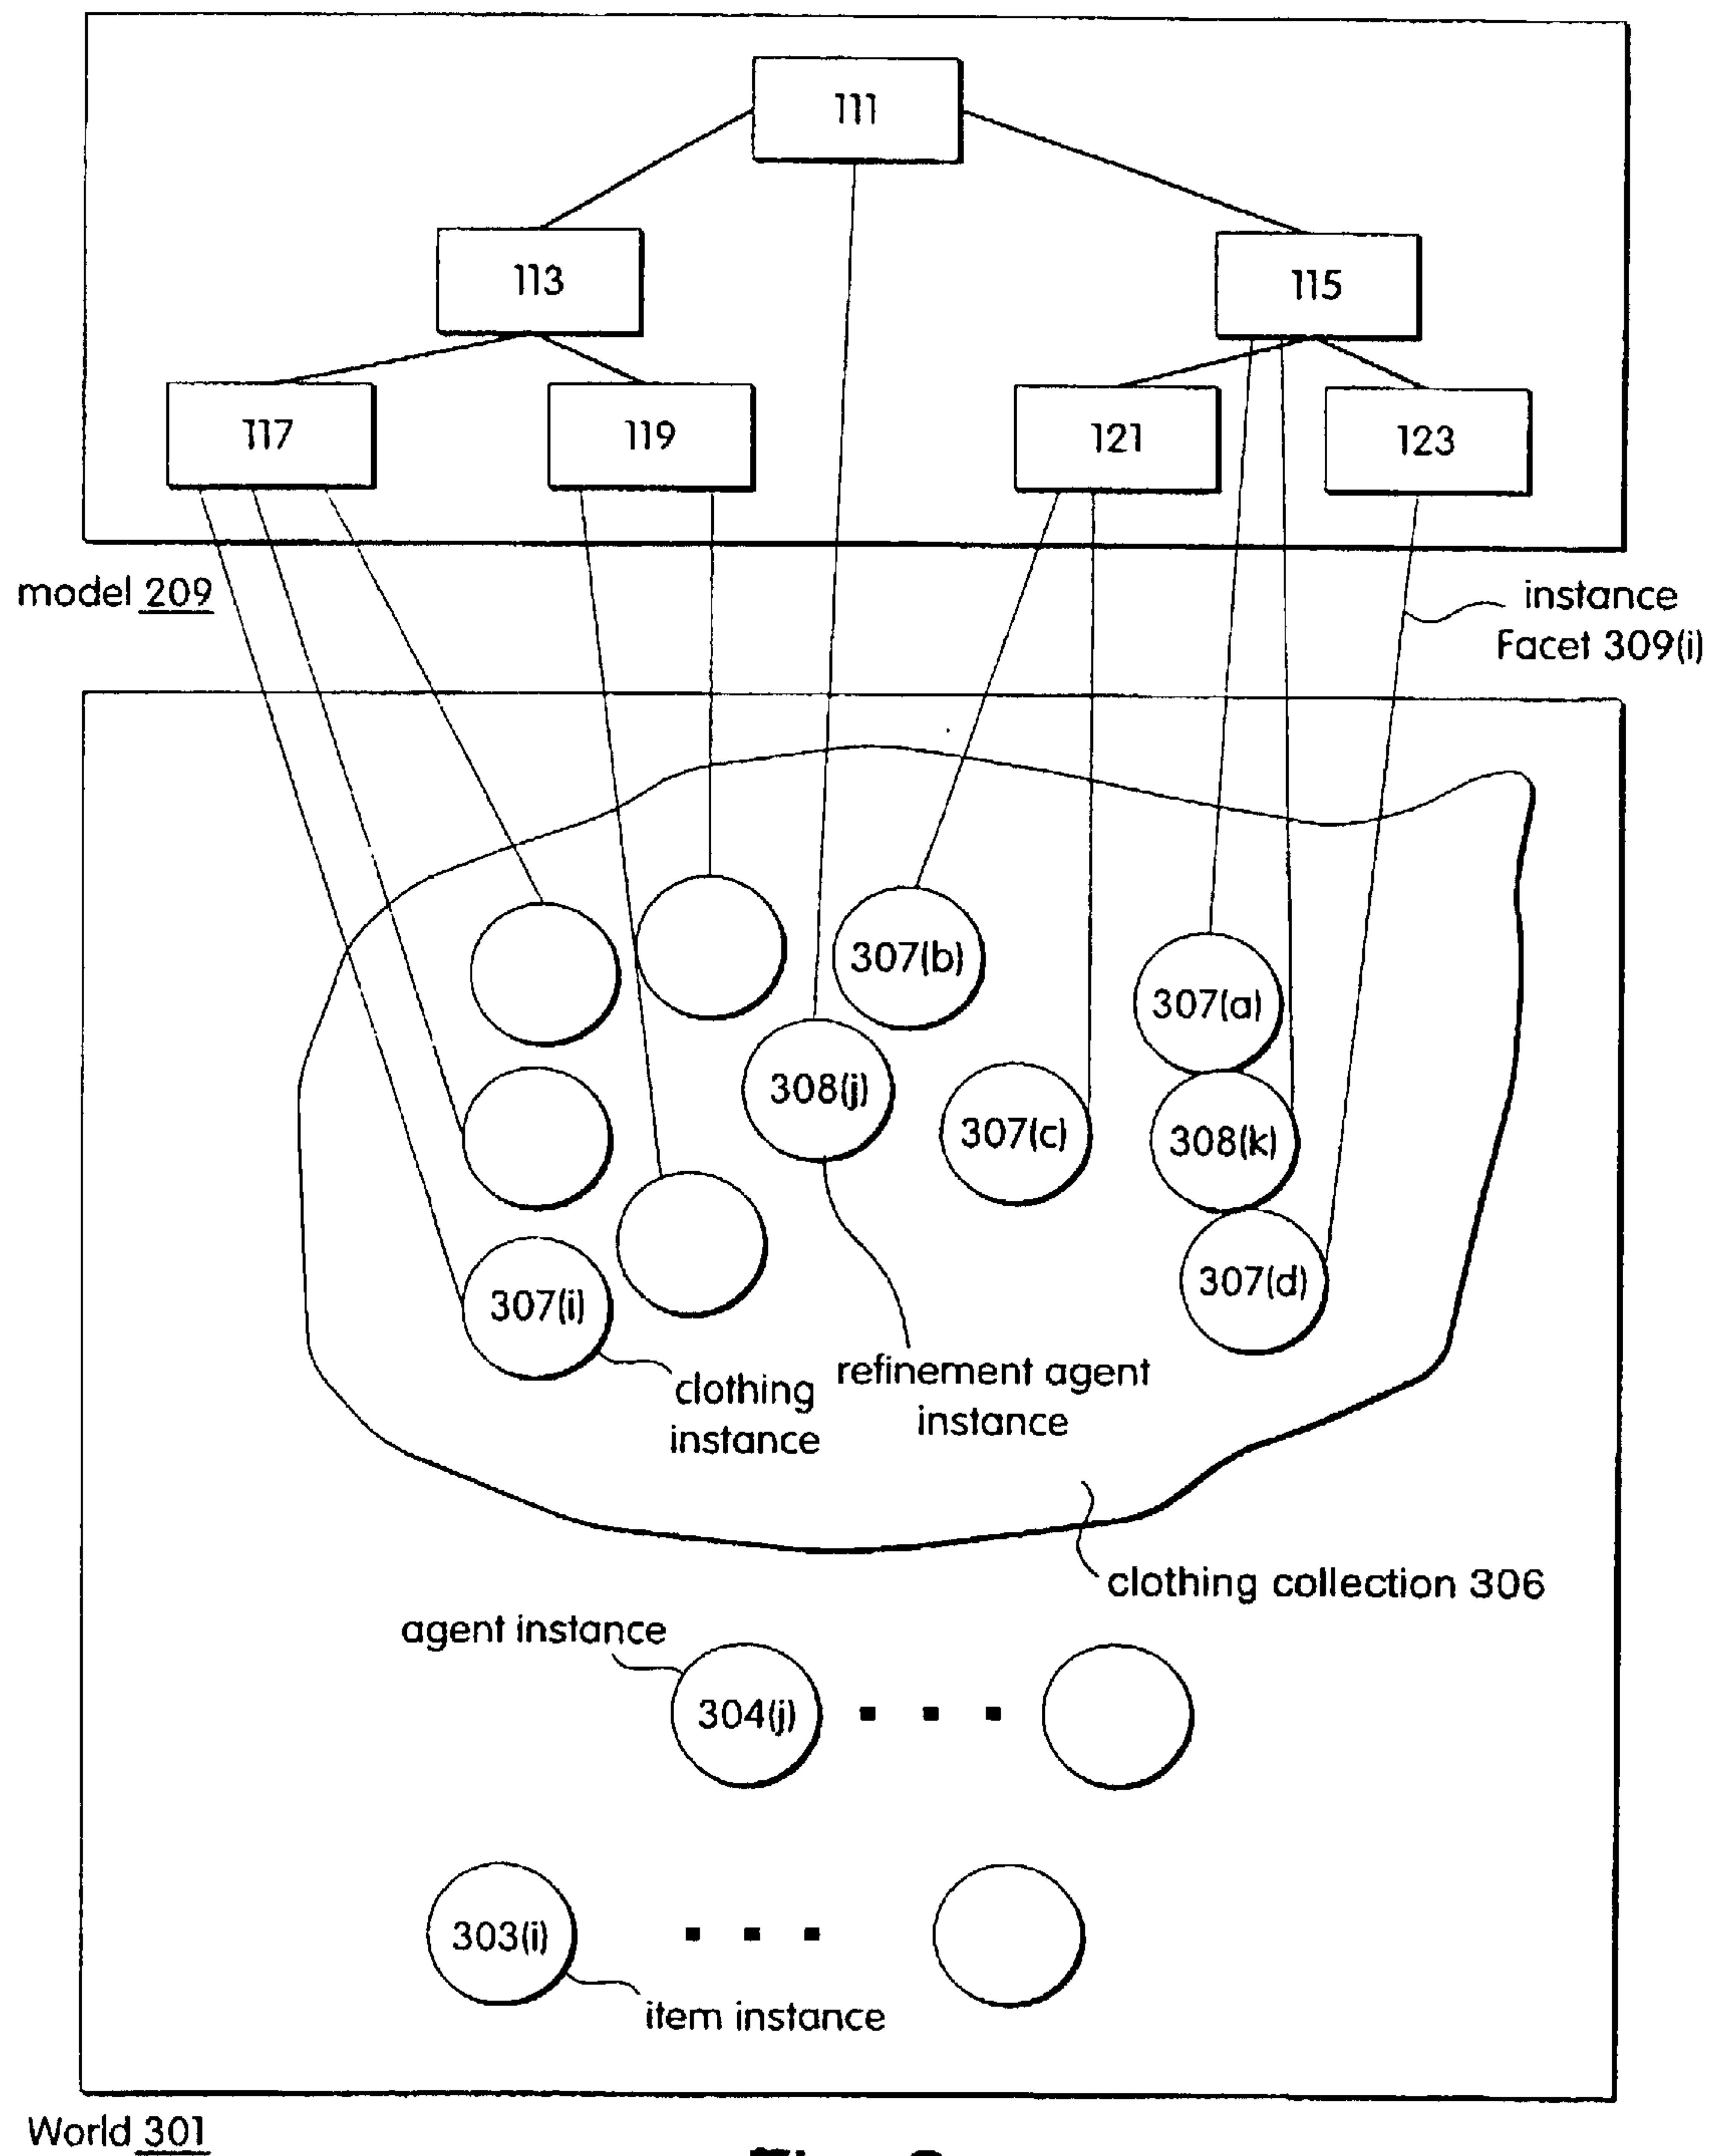 111
113
115
117
119
121
123
model 209
instance
Facet 309(i)
307(b)
307(a)
308(j)
307(c)
308(k)
307(d)
307(i)
refinement agent
instance
clothing
instance
clothing collection 306
agent instance
304(j)
303(i)
item instance
World 301